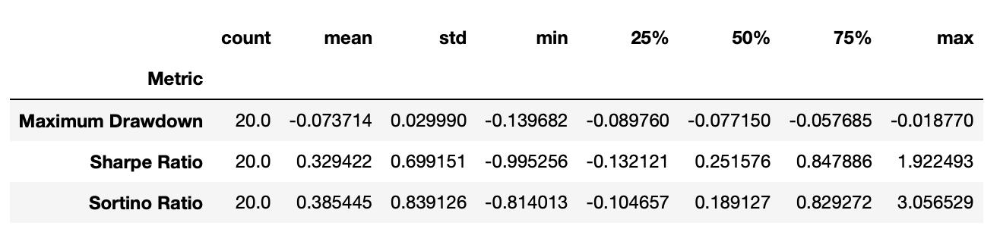 count mean std min 25% 50% 75% max
Metric
Maximum Drawdown 20.0 -0.073714 0.029990 -0.139682 -0.089760 -0.077150 -0.057685 -0.018770
Sharpe Ratio 20.0 0.329422 0.699151 -0.995256 -0.132121 0.251576 0.847886 1.922493
Sortino Ratio 20.0 0.385445 0.839126 -0.814013 -0.104657 0.189127 0.829272 3.056529